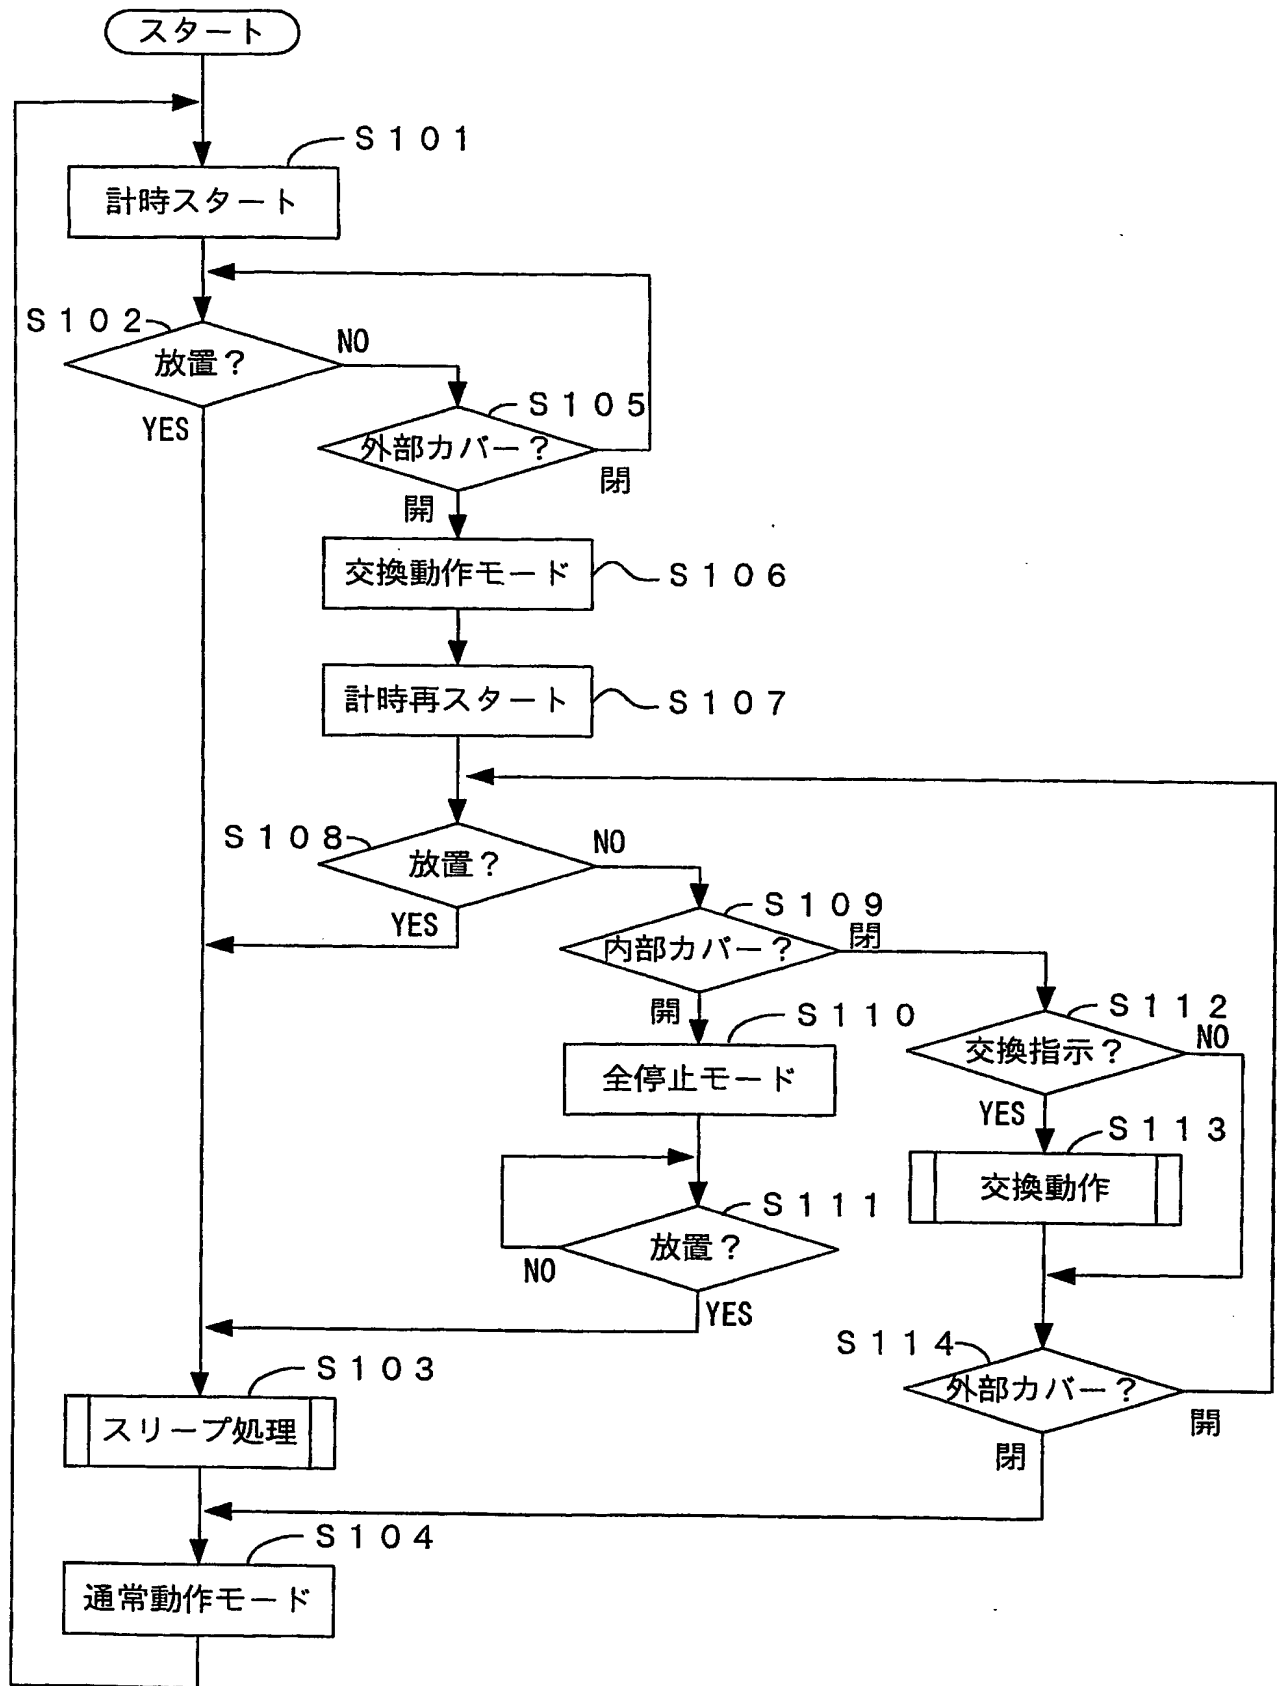 スタート
S101
計時スタート
S102
放置?
NO
YES
S105
外部カバー?
閉
開
交換動作モード
S106
計時再スタート
S107
S108
放置?
NO
YES
S109
内部カバー?
閉
開
S110
全停止モード
S112
交換指示?
NO
YES
S113
交換動作
S111
放置?
NO
YES
S114
外部カバー?
開
閉
S103
スリープ処理
S104
通常動作モード